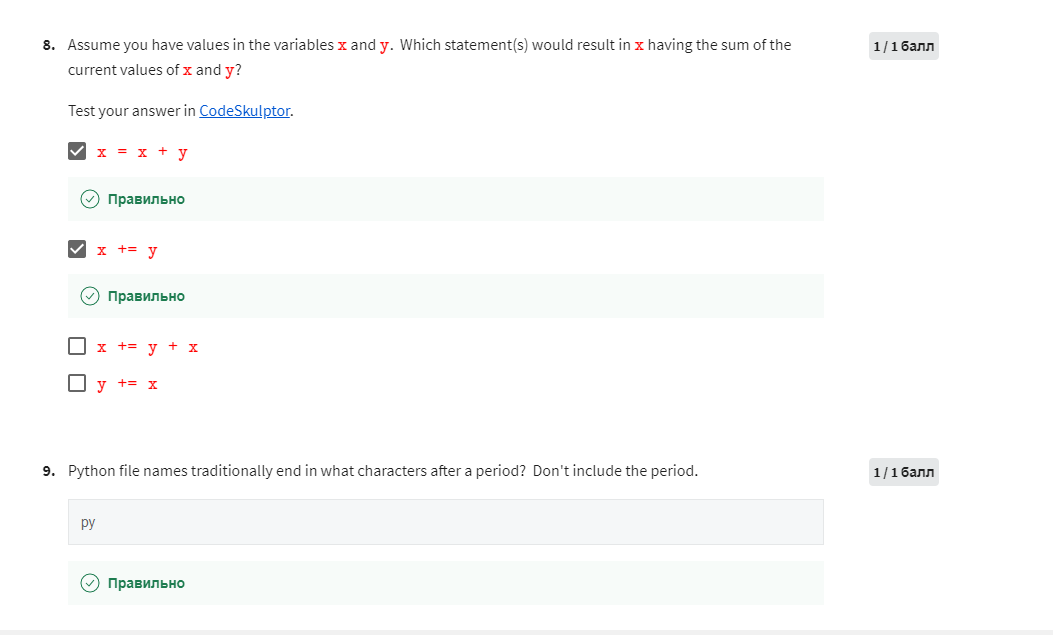 8. Assume you have values in the variables x and y. Which statement(s) would result in x having the sum of the
1 / 1 балл
current values of x and y?
Test your answer in CodeSkulptor.
x = x + y
Правильно
x += y
Правильно
x += y + x
y += x
9. Python file names traditionally end in what characters after a period? Don't include the period.
1 / 1 балл
py
Правильно